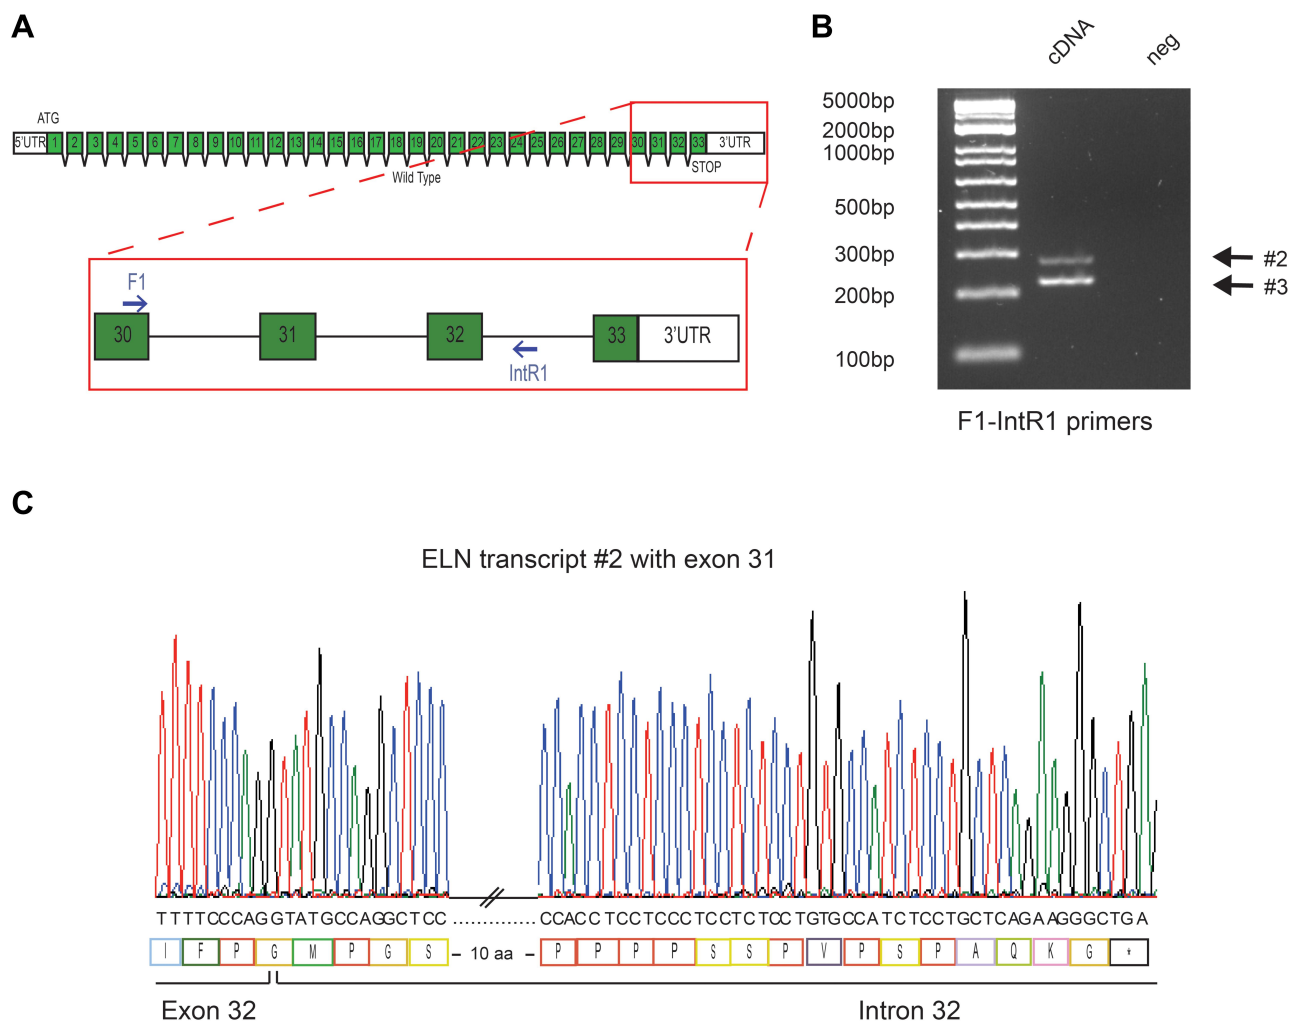 A
ATG
5'UTR 1 2 3 4 5 6 7 8 9 10 11 12 13 14 15 16 17 18 19 20 21 22 23 24 25 26 27 28 29 30 31 32 33 3'UTR
STOP
Wild Type
F1
30 31 32 33 3'UTR
IntR1
B
cDNA neg
5000bp
2000bp
1000bp
500bp
300bp
200bp
100bp
#2
#3
F1-IntR1 primers
C
ELN transcript #2 with exon 31
TTTTCCCAGGTATGCCAGGCTCC ............. CCACCTCCTCCCTCCTCTCCTGTGCCATCTCCTGCTCAGAAGGGCTGA
I F P G M P G S – 10 aa – P P P P S S P V P S P A Q K G *
Exon 32 Intron 32